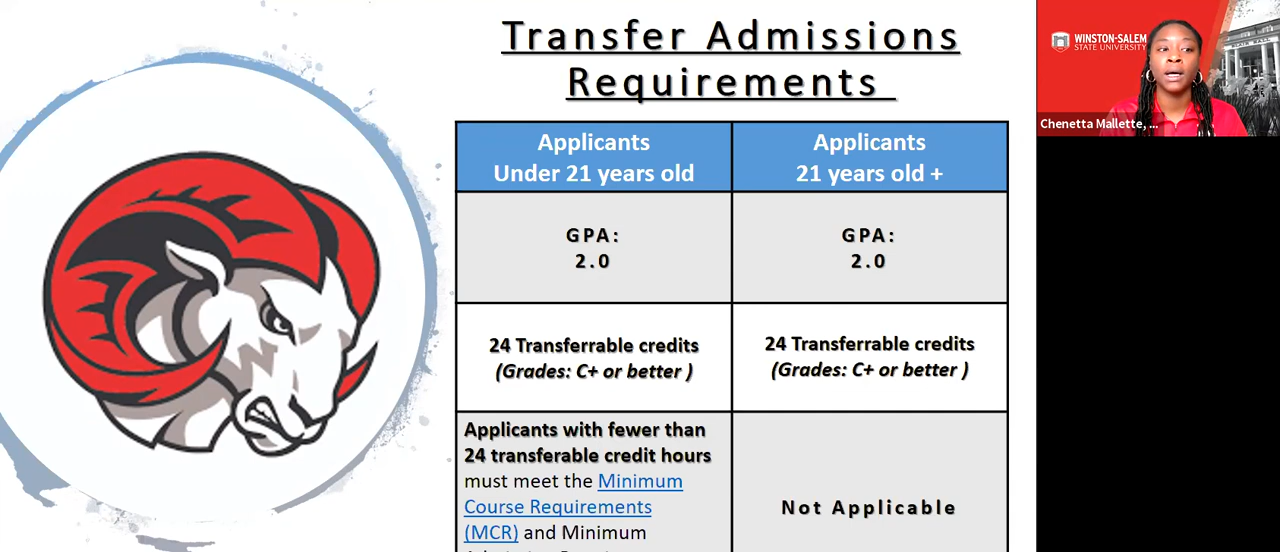 Transfer Admissions
Requirements
Applicants
Under 21 years old
Applicants
21 years old +
GPA:
2.0
GPA:
2.0
24 Transferrable credits
(Grades: C+ or better )
24 Transferrable credits
(Grades: C+ or better )
Applicants with fewer than
24 transferable credit hours
must meet the Minimum
Course Requirements
(MCR) and Minimum
Not Applicable
WINSTON-SALEM
STATE UNIVERSITY
Chenetta Mallette, ...